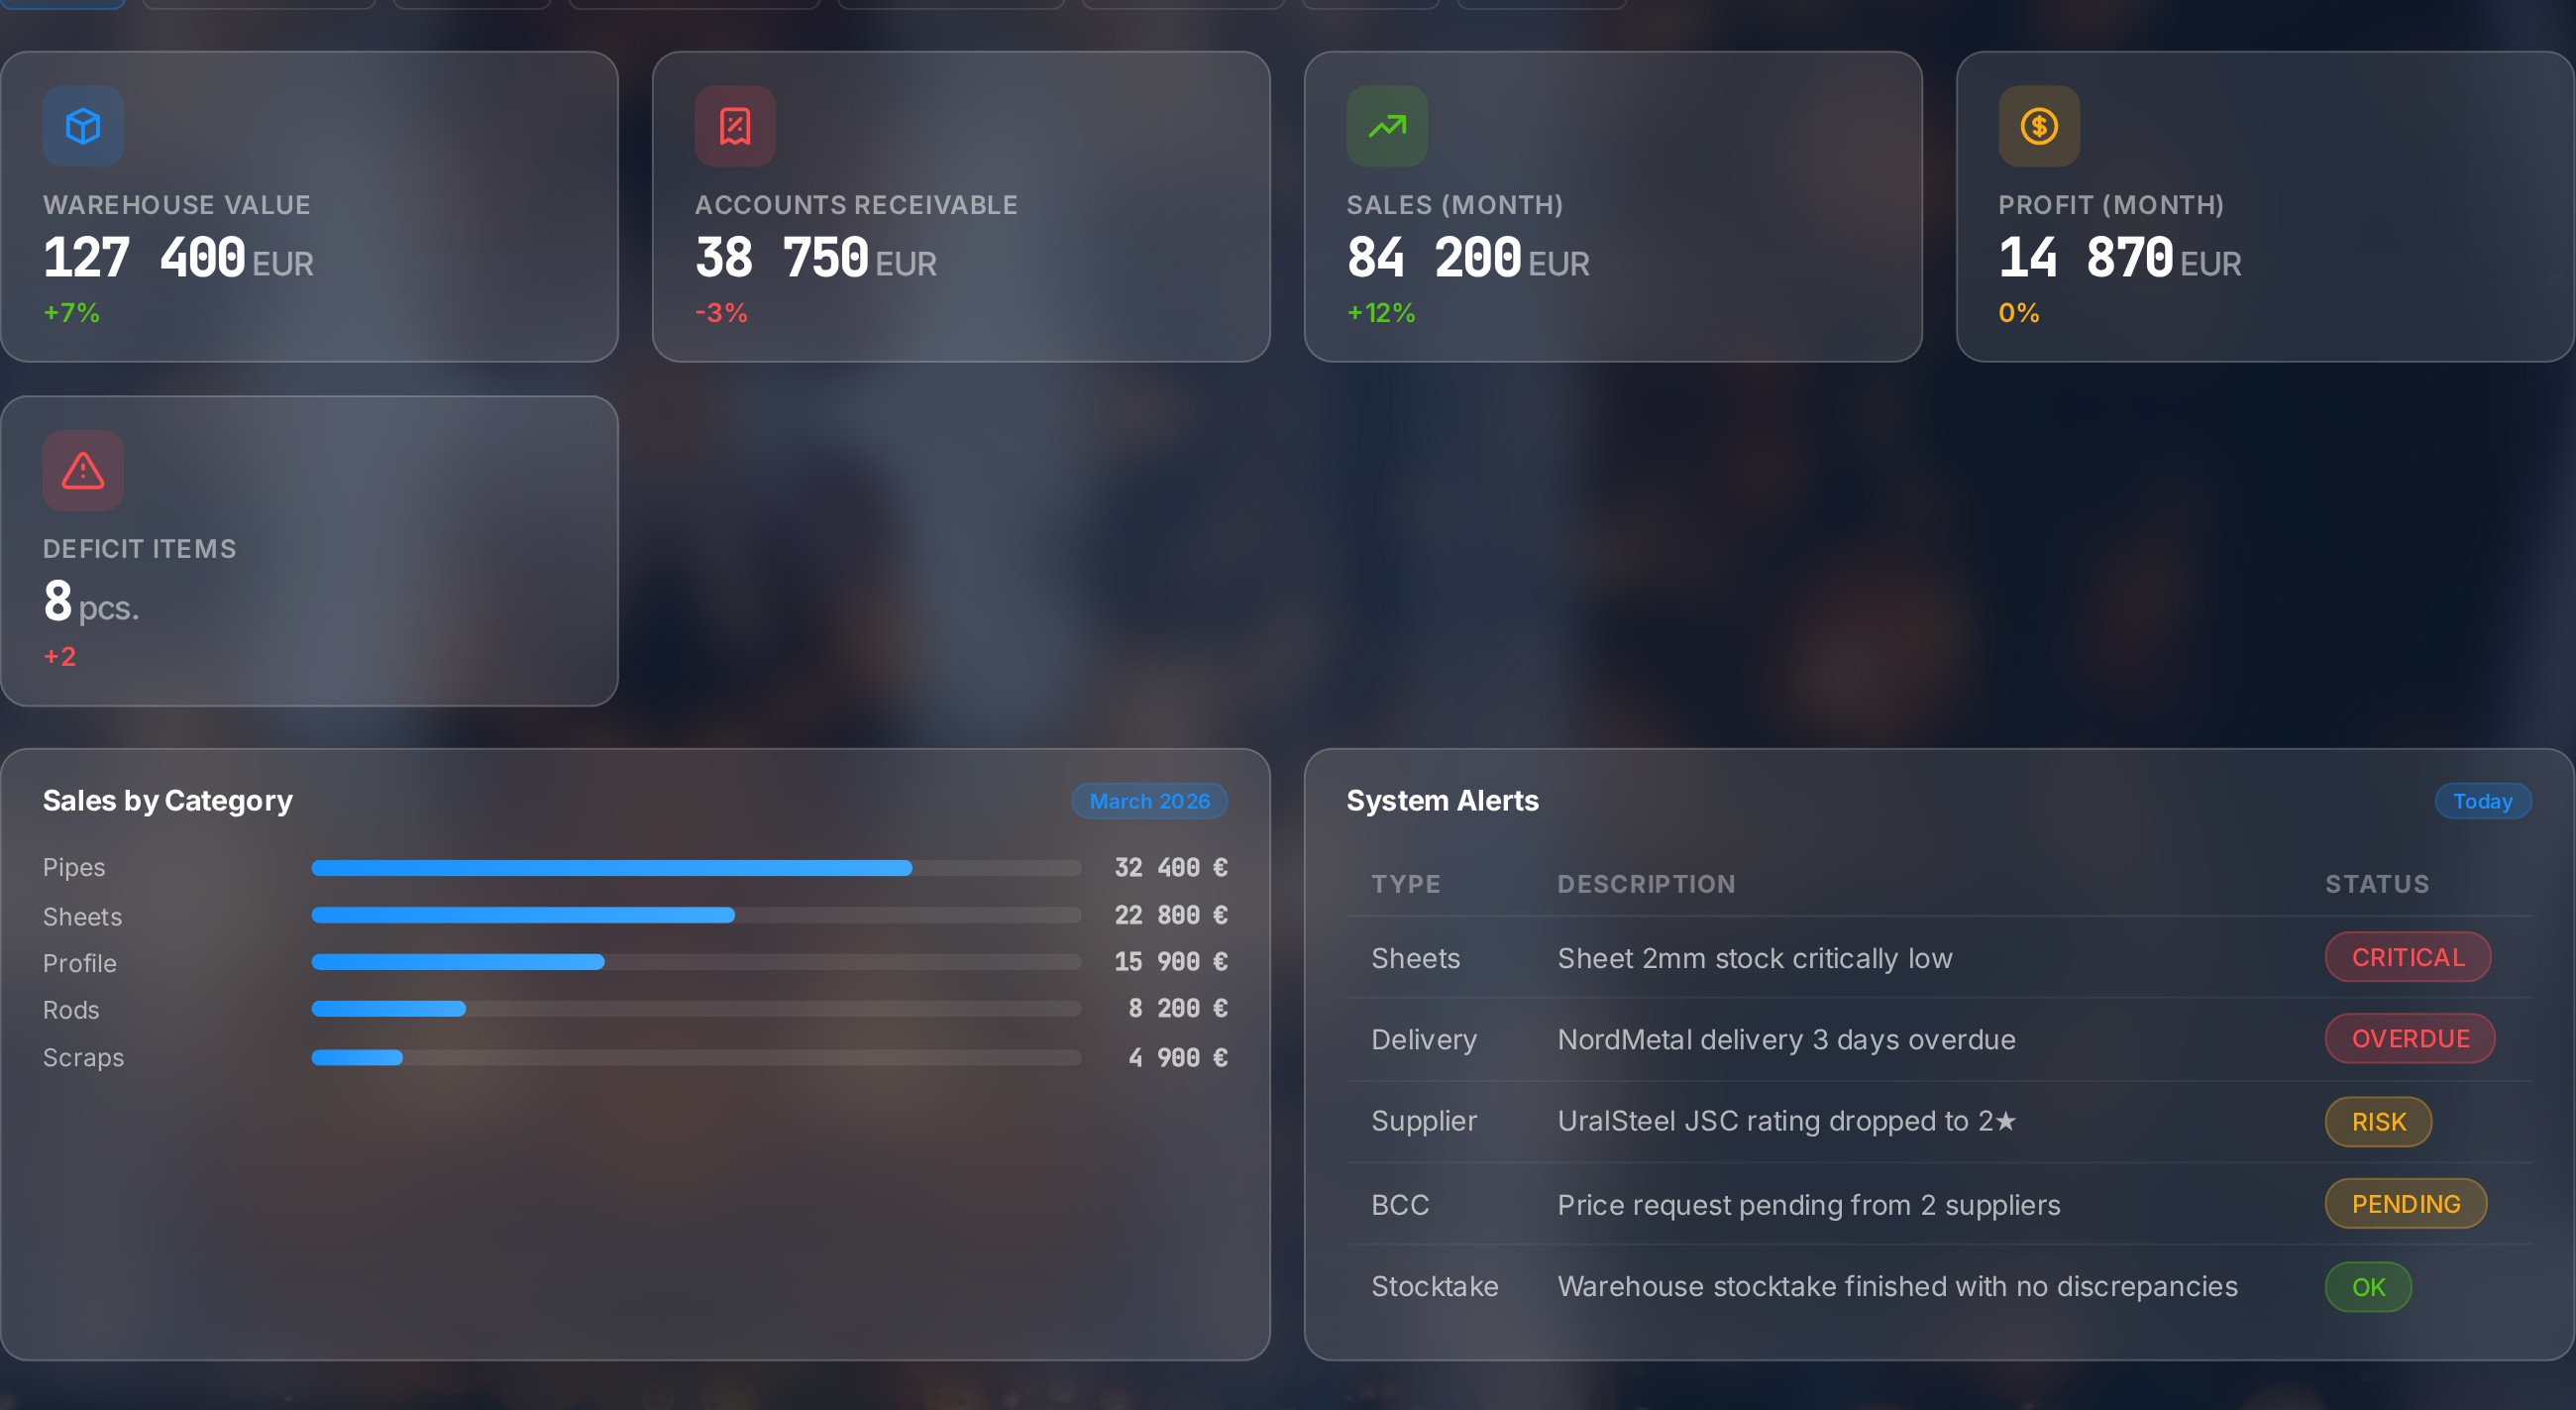 WAREHOUSE VALUE
127 400 EUR
+7%
ACCOUNTS RECEIVABLE
38 750 EUR
-3%
SALES (MONTH)
84 200 EUR
+12%
PROFIT (MONTH)
14 870 EUR
0%
DEFICIT ITEMS
8 pcs.
+2
Sales by Category
March 2026
Pipes 32 400 €
Sheets 22 800 €
Profile 15 900 €
Rods 8 200 €
Scraps 4 900 €
System Alerts
Today
TYPE DESCRIPTION STATUS
Sheets Sheet 2mm stock critically low CRITICAL
Delivery NordMetal delivery 3 days overdue OVERDUE
Supplier UralSteel JSC rating dropped to 2★ RISK
BCC Price request pending from 2 suppliers PENDING
Stocktake Warehouse stocktake finished with no discrepancies OK